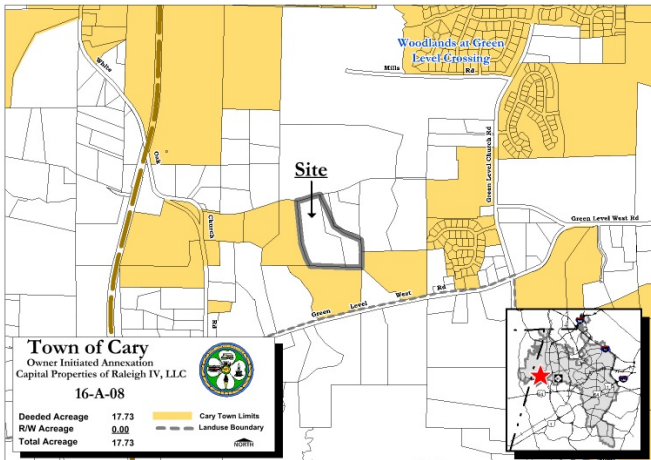 Woodlands at Green
Level Crossing
Mills Rd
White
Oak
Church
Rd
Green Level Church Rd
Green Level West Rd
Site
Green Level West Rd
Town of Cary
Owner Initiated Annexation
Capital Properties of Raleigh IV, LLC
16-A-08
Deeded Acreage 17.73
R/W Acreage 0.00
Total Acreage 17.73
Cary Town Limits
Landuse Boundary
NORTH